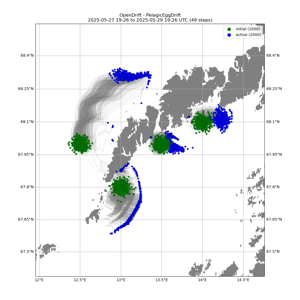 OpenDrift - PelagicEggDrift
2025-05-27 19:26 to 2025-05-29 19:26 UTC (49 steps)
initial (2000)
active (2000)
68.4°N
68.4°N
68.25°N
68.25°N
68.1°N
68.1°N
67.95°N
67.95°N
67.8°N
67.8°N
67.65°N
67.65°N
67.5°N
67.5°N
12°E
12.5°E
13°E
13.5°E
14°E
14.5°E